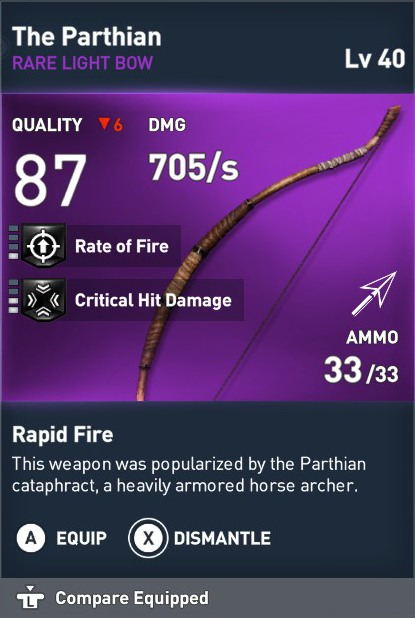 The Parthian
RARE LIGHT BOW
Lv 40
QUALITY ▼6 DMG
87 705/s
Rate of Fire
Critical Hit Damage
AMMO
33/33
Rapid Fire
This weapon was popularized by the Parthian
cataphract, a heavily armored horse archer.
A EQUIP X DISMANTLE
L Compare Equipped